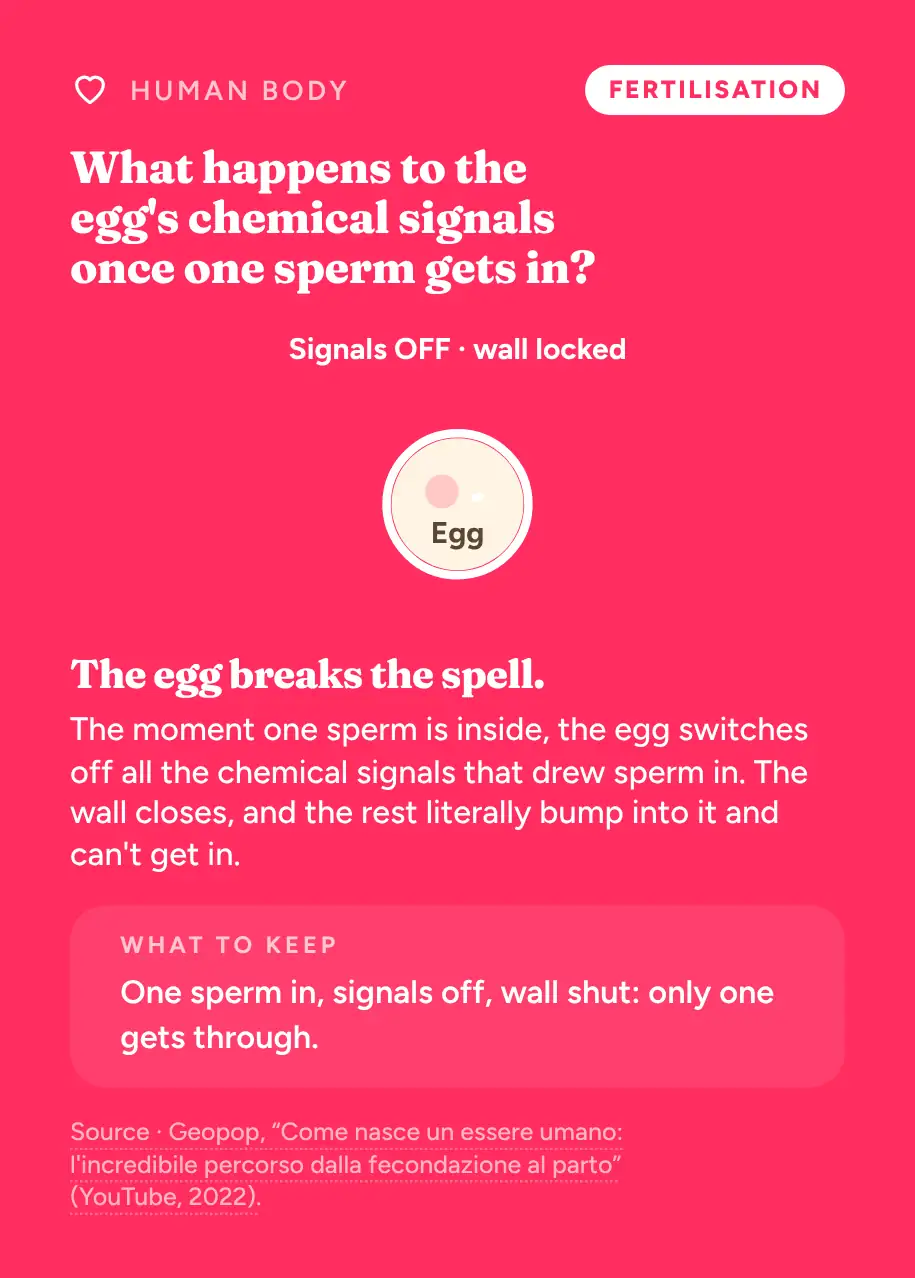 HUMAN BODY
FERTILISATION
What happens to the
egg's chemical signals
once one sperm gets in?
Signals OFF · wall locked
Egg
The egg breaks the spell.
The moment one sperm is inside, the egg switches
off all the chemical signals that drew sperm in. The
wall closes, and the rest literally bump into it and
can't get in.
WHAT TO KEEP
One sperm in, signals off, wall shut: only one
gets through.
Source · Geopop, “Come nasce un essere umano:
l'incredibile percorso dalla fecondazione al parto”
(YouTube, 2022).